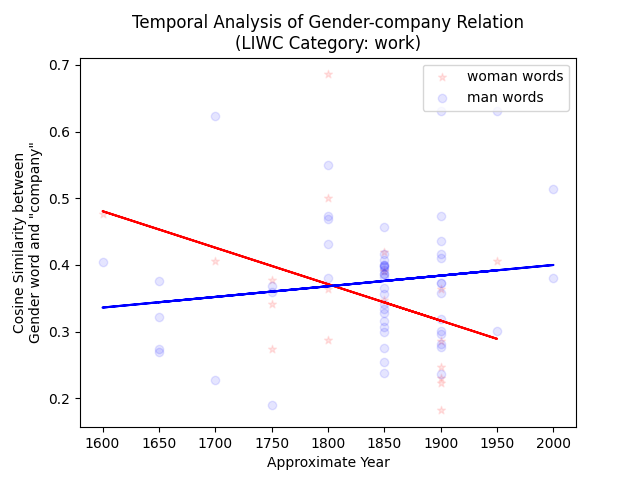 Temporal Analysis of Gender-company Relation
(LIWC Category: work)
woman words
man words
Cosine Similarity between
Gender word and "company"
0.7
0.6
0.5
0.4
0.3
0.2
1600 1650 1700 1750 1800 1850 1900 1950 2000
Approximate Year